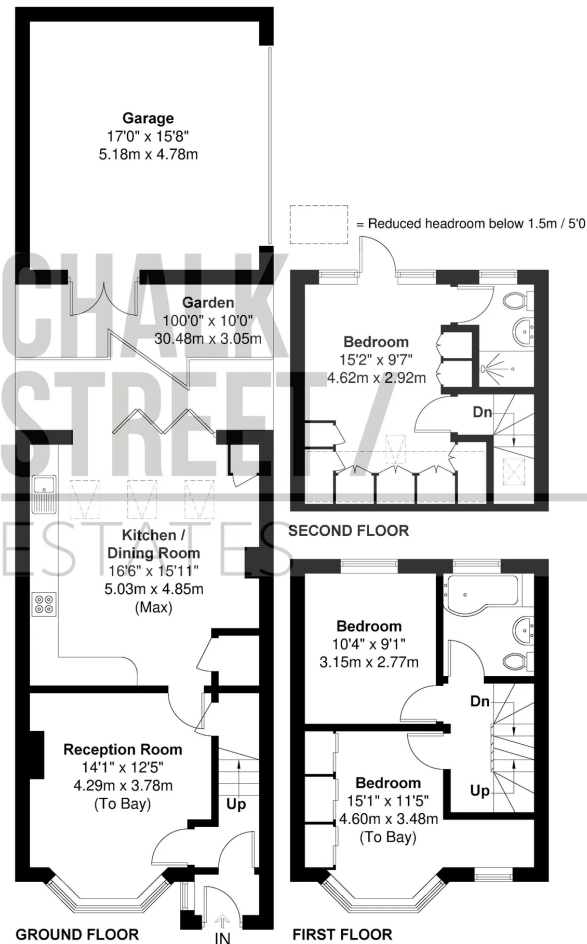 Garage
17'0" x 15'8"
5.18m x 4.78m
= Reduced headroom below 1.5m / 5'0
CHALK
STREET /
ESTATES
Garden
100'0" x 10'0"
30.48m x 3.05m
Bedroom
15'2" x 9'7"
4.62m x 2.92m
Dn
SECOND FLOOR
Kitchen /
Dining Room
16'6" x 15'11"
5.03m x 4.85m
(Max)
Bedroom
10'4" x 9'1"
3.15m x 2.77m
Dn
Up
Reception Room
14'1" x 12'5"
4.29m x 3.78m
(To Bay)
Up
Bedroom
15'1" x 11'5"
4.60m x 3.48m
(To Bay)
GROUND FLOOR
IN
FIRST FLOOR